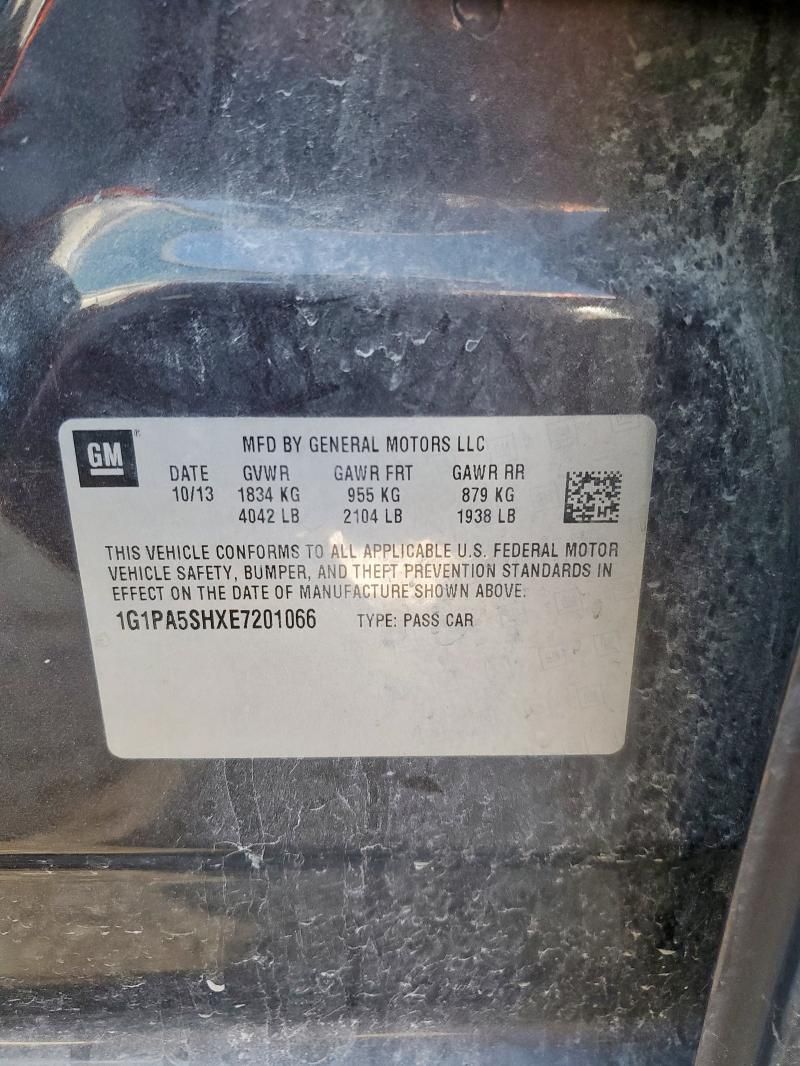 GM
MFD BY GENERAL MOTORS LLC
DATE GVWR GAWR FRT GAWR RR
10/13 1834 KG 955 KG 879 KG
4042 LB 2104 LB 1938 LB
THIS VEHICLE CONFORMS TO ALL APPLICABLE U.S. FEDERAL MOTOR
VEHICLE SAFETY, BUMPER, AND THEFT PREVENTION STANDARDS IN
EFFECT ON THE DATE OF MANUFACTURE SHOWN ABOVE.
1G1PA5SHXE7201066 TYPE: PASS CAR